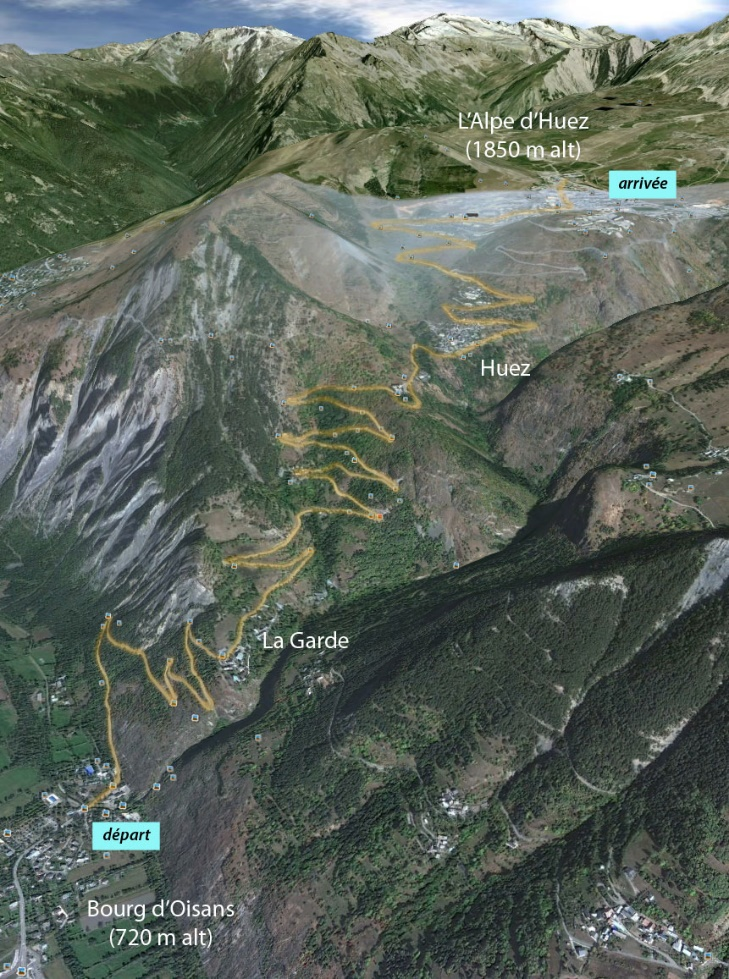 L'Alpe d'Huez
(1850 m alt)
arrivée
Huez
La Garde
départ
Bourg d'Oisans
(720 m alt)